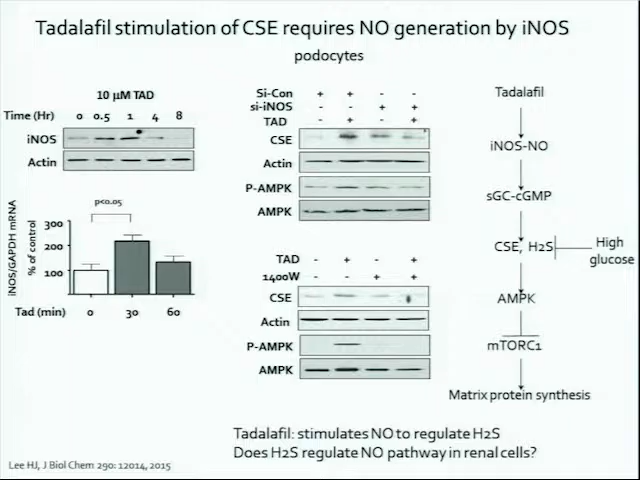 Tadalafil stimulation of CSE requires NO generation by iNOS
podocytes
10 µM TAD
Time (Hr) 0 0.5 1 4 8
iNOS
Actin
iNOS/GAPDH mRNA
% of control
300
200
100
p<0.05
Tad (min) 0 30 60
Si-Con + + - -
si-iNOS - - + +
TAD - + - +
CSE
Actin
P-AMPK
AMPK
TAD - + - +
1400W - - + +
CSE
Actin
P-AMPK
AMPK
Tadalafil
iNOS-NO
sGC-cGMP
CSE, H2S
High
glucose
AMPK
mTORC1
Matrix protein synthesis
Tadalafil: stimulates NO to regulate H2S
Does H2S regulate NO pathway in renal cells?
Lee HJ, J Biol Chem 290: 12014, 2015